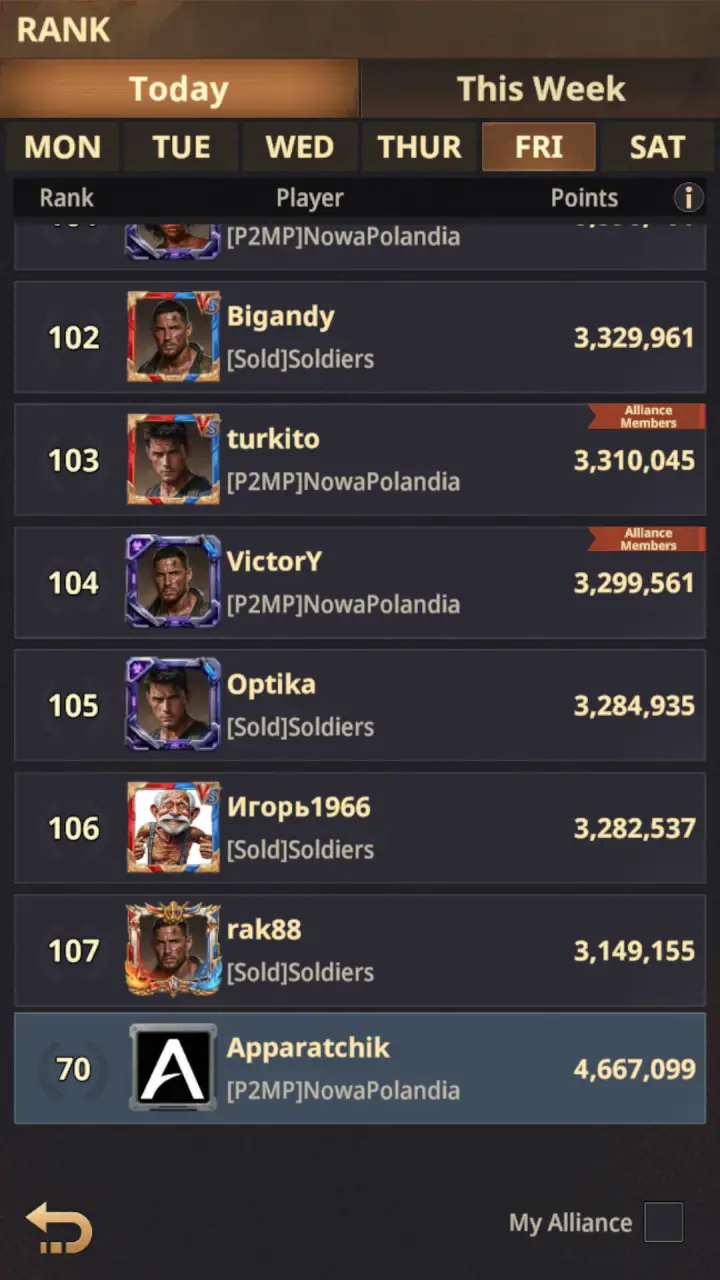 RANK
Today
This Week
MON
TUE
WED
THUR
FRI
SAT
Rank
Player
Points
[P2MP]NowaPolandia
102
Bigandy
[Sold]Soldiers
3,329,961
Alliance
Members
103
turkito
[P2MP]NowaPolandia
3,310,045
Alliance
Members
104
VictorY
[P2MP]NowaPolandia
3,299,561
105
Optika
[Sold]Soldiers
3,284,935
106
Игорь1966
[Sold]Soldiers
3,282,537
107
rak88
[Sold]Soldiers
3,149,155
70
Apparatchik
[P2MP]NowaPolandia
4,667,099
My Alliance